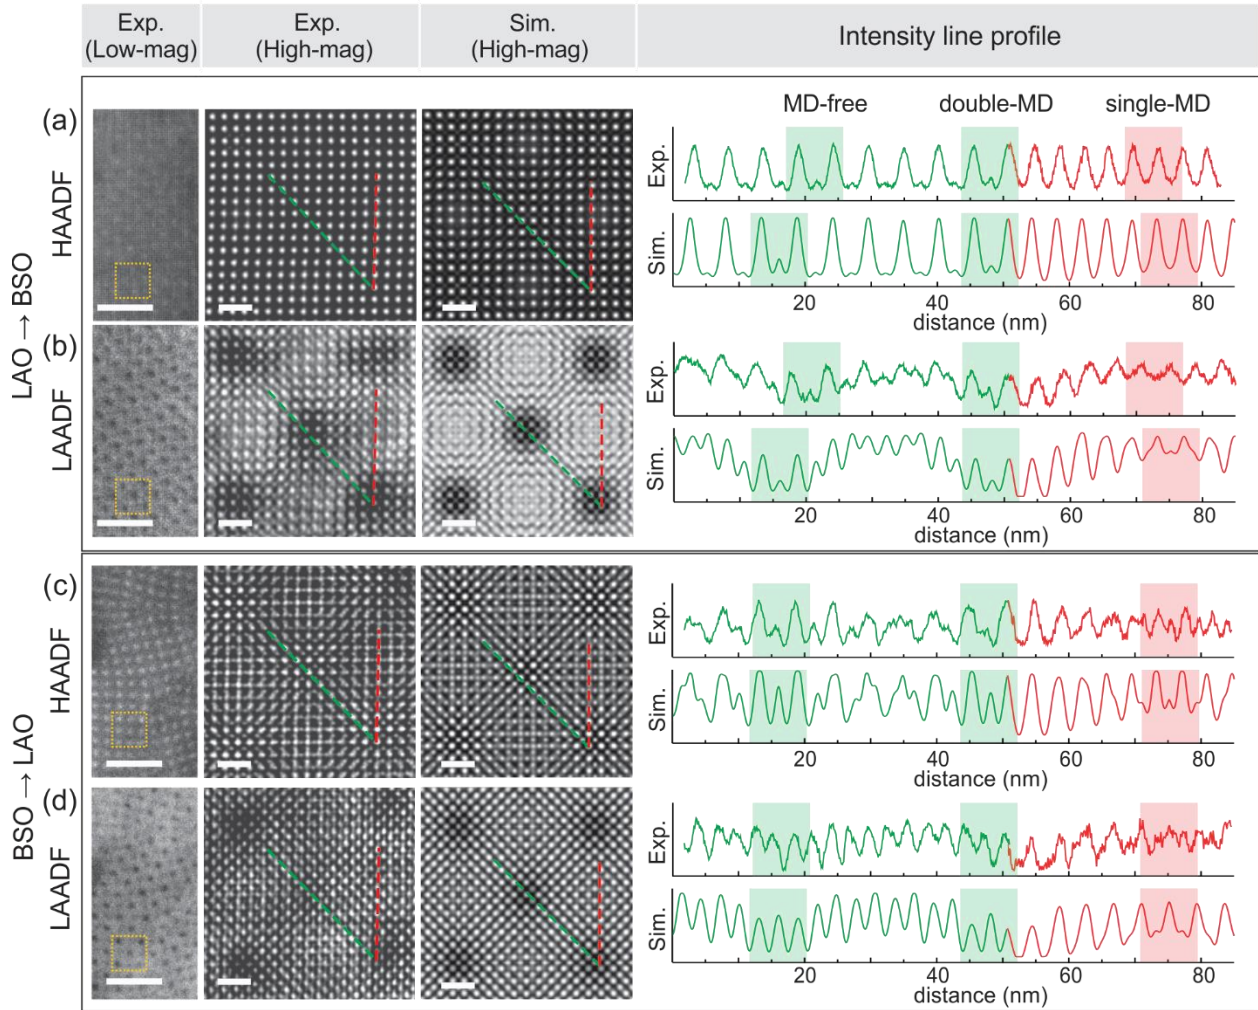 Exp.
(Low-mag)
Exp.
(High-mag)
Sim.
(High-mag)
Intensity line profile
LAO → BSO
(a)
HAADF
MD-free
double-MD
single-MD
Exp.
Sim.
20 40 60 80
distance (nm)
(b)
LAADF
Exp.
Sim.
20 40 60 80
distance (nm)
BSO → LAO
(c)
HAADF
Exp.
Sim.
20 40 60 80
distance (nm)
(d)
LAADF
Exp.
Sim.
20 40 60 80
distance (nm)